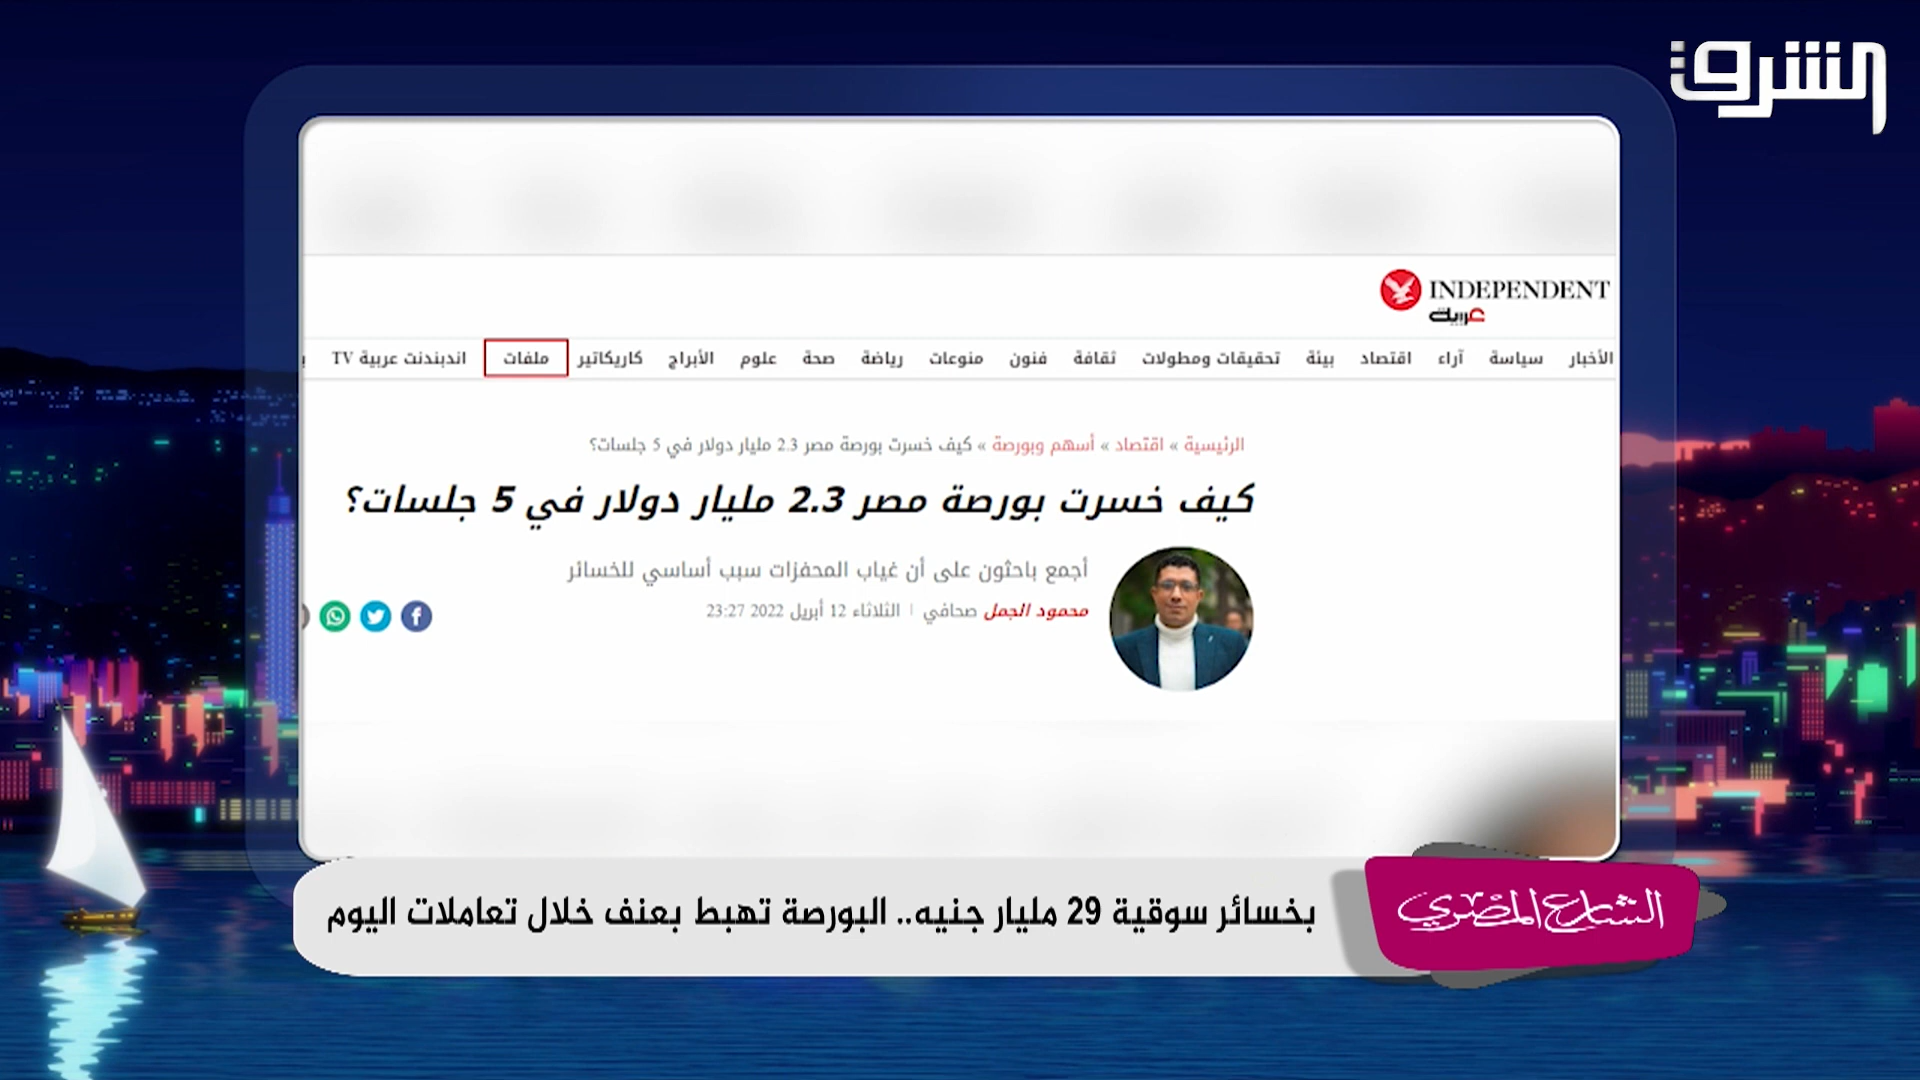 الشرق
INDEPENDENT
عربية
الأخبار سياسة آراء اقتصاد بيئة تحقيقات ومطولات ثقافة فنون منوعات رياضة صحة علوم الأبراج كاريكاتير ملفات اندبندنت عربية TV
الرئيسية » اقتصاد » أسهم وبورصة » كيف خسرت بورصة مصر 2.3 مليار دولار في 5 جلسات؟
كيف خسرت بورصة مصر 2.3 مليار دولار في 5 جلسات؟
أجمع باحثون على أن غياب المحفزات سبب أساسي للخسائر
محمود الجمل صحافي | الثلاثاء 12 أبريل 2022 23:27
الشارع المصري
بخسائر سوقية 29 مليار جنيه.. البورصة تهبط بعنف خلال تعاملات اليوم